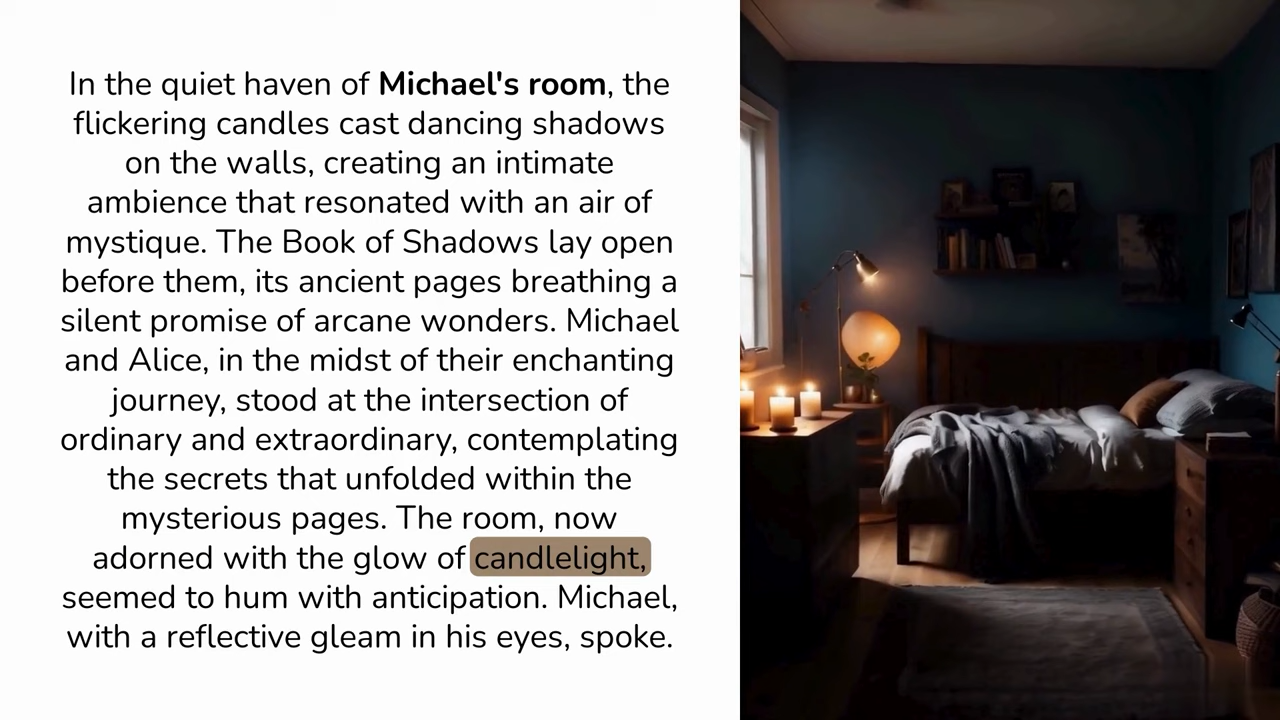 In the quiet haven of Michael's room, the
flickering candles cast dancing shadows
on the walls, creating an intimate
ambience that resonated with an air of
mystique. The Book of Shadows lay open
before them, its ancient pages breathing a
silent promise of arcane wonders. Michael
and Alice, in the midst of their enchanting
journey, stood at the intersection of
ordinary and extraordinary, contemplating
the secrets that unfolded within the
mysterious pages. The room, now
adorned with the glow of candlelight,
seemed to hum with anticipation. Michael,
with a reflective gleam in his eyes, spoke.